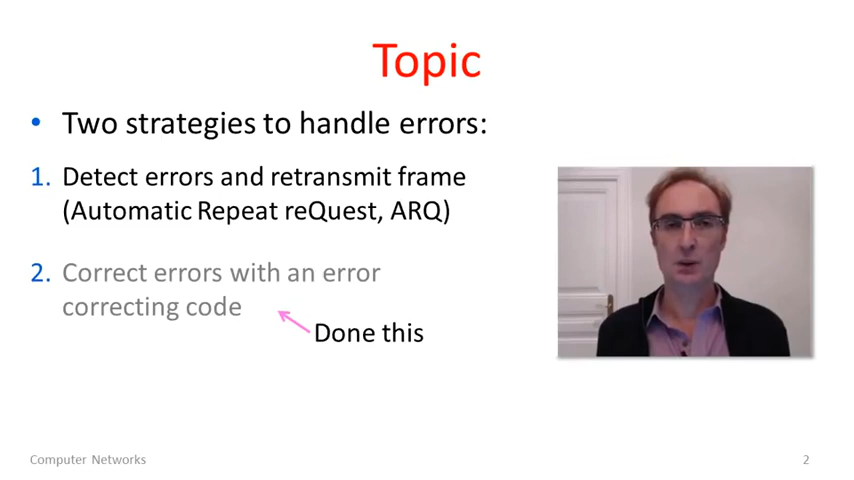 Topic
• Two strategies to handle errors:
1. Detect errors and retransmit frame
(Automatic Repeat reQuest, ARQ)
2. Correct errors with an error
correcting code
Done this
Computer Networks
2